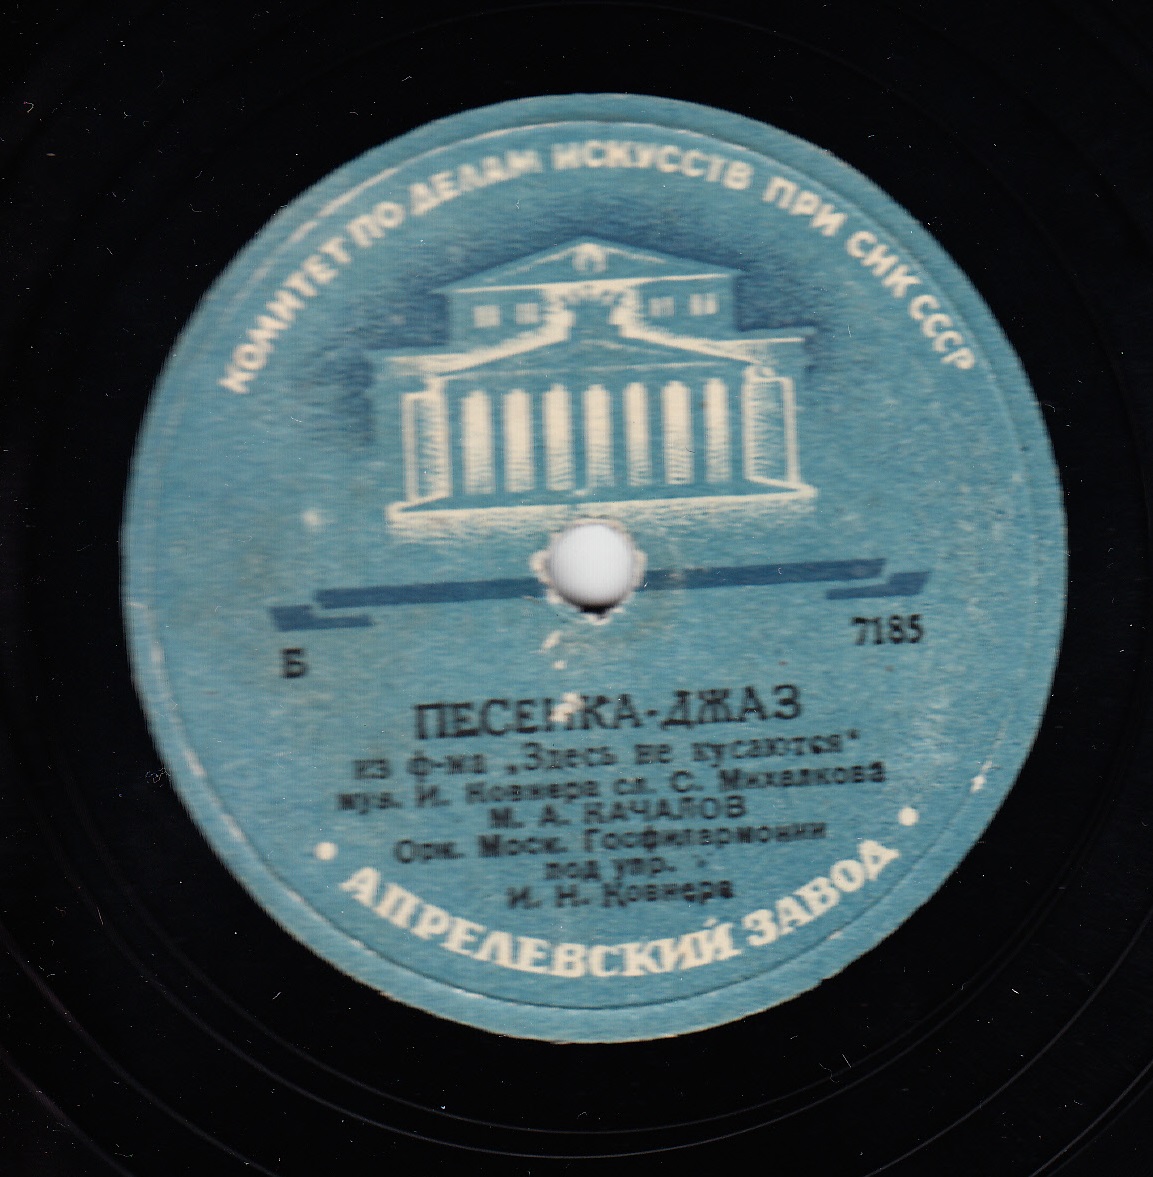 КОМИТЕТ ПО ДЕЛАМ ИСКУССТВ ПРИ СНК СССР
Б 7185
ПЕСЕНКА-ДЖАЗ
из ф-ма „Здесь не кусаются“
муз. И. Ковнера сл. С. Михалкова
М. А. КАЧАЛОВ
Орк. Моск. Госфилармонии
под упр.
И. Н. Ковнера
АПРЕЛЕВСКИЙ ЗАВОД